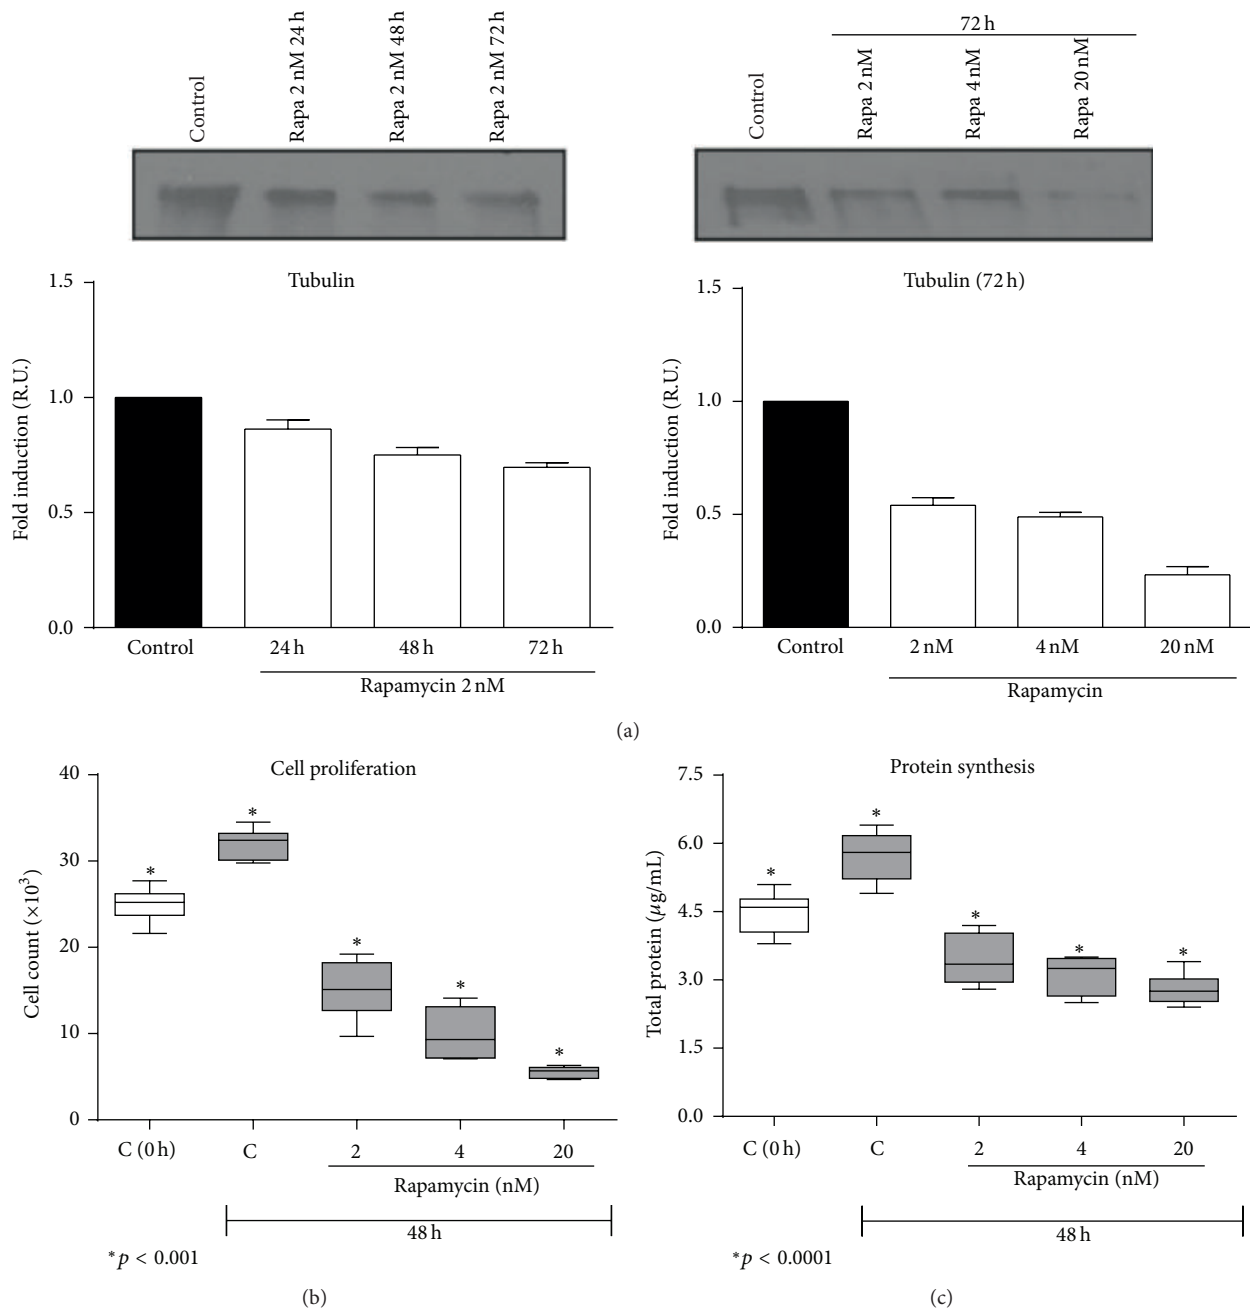 Control
Rapa 2 nM 24 h
Rapa 2 nM 48 h
Rapa 2 nM 72 h
72 h
Control
Rapa 2 nM
Rapa 4 nM
Rapa 20 nM
Tubulin
Fold induction (R.U.)
1.5
1.0
0.5
0.0
Control
24 h
48 h
72 h
Rapamycin 2 nM
Tubulin (72 h)
Fold induction (R.U.)
1.5
1.0
0.5
0.0
Control
2 nM
4 nM
20 nM
Rapamycin
(a)
Cell proliferation
Cell count (×10³)
40
30
20
10
0
*
*
*
*
*
C (0 h)
C
2
4
20
Rapamycin (nM)
48 h
*p < 0.001
(b)
Protein synthesis
Total protein (μg/mL)
7.5
6.0
4.5
3.0
1.5
0.0
*
*
*
*
*
C (0 h)
C
2
4
20
Rapamycin (nM)
48 h
*p < 0.0001
(c)